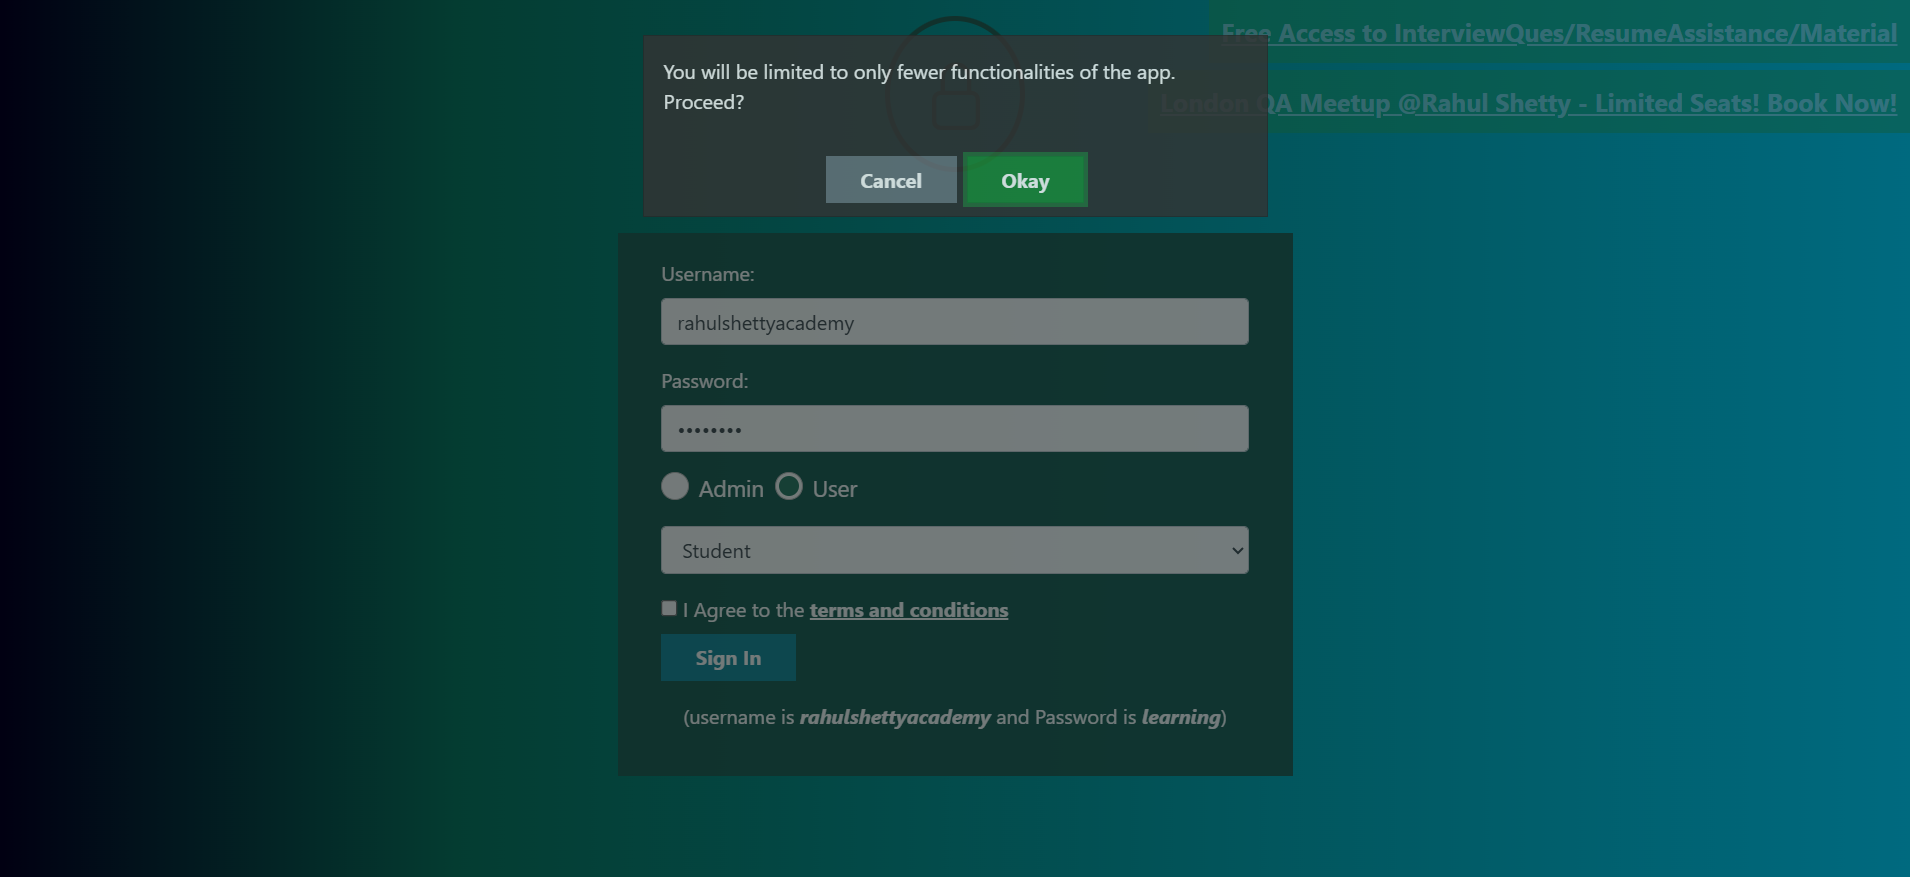 Free Access to InterviewQues/ResumeAssistance/Material
London QA Meetup @Rahul Shetty - Limited Seats! Book Now!
You will be limited to only fewer functionalities of the app.
Proceed?
Cancel Okay
Username:
rahulshettyacademy
Password:
••••••••
Admin User
Student
I Agree to the terms and conditions
Sign In
(username is rahulshettyacademy and Password is learning)